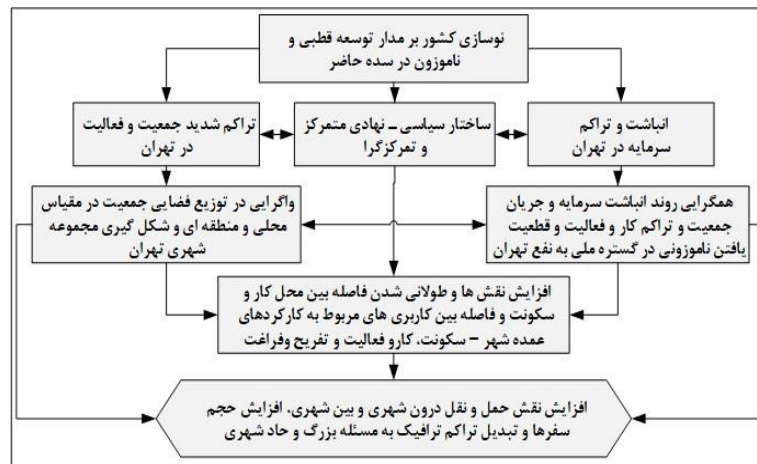 نوسازی کشور بر مدار توسعه قطبی و
ناموزون در سده حاضر
انباشت و تراکم
سرمایه در تهران
ساختار سیاسی ـ نهادی متمرکز
و تمرکزگرا
تراکم شدید جمعیت و فعالیت
در تهران
همگرایی روند انباشت سرمایه و جریان
جمعیت و تراکم کار و فعالیت و قطعیت
یافتن ناموزونی در گستره ملی به نفع تهران
واگرایی در توزیع فضایی جمعیت در مقیاس
محلی و منطقه ای و شکل گیری مجموعه
شهری تهران
افزایش نقش ها و طولانی شدن فاصله بین محل کار و
سکونت و فاصله بین کاربری های مربوط به کارکردهای
عمده شهر – سکونت، کارو فعالیت و تفریح وفراغت
افزایش نقش حمل و نقل درون شهری و بین شهری، افزایش حجم
سفرها و تبدیل تراکم ترافیک به مسئله بزرگ و حاد شهری